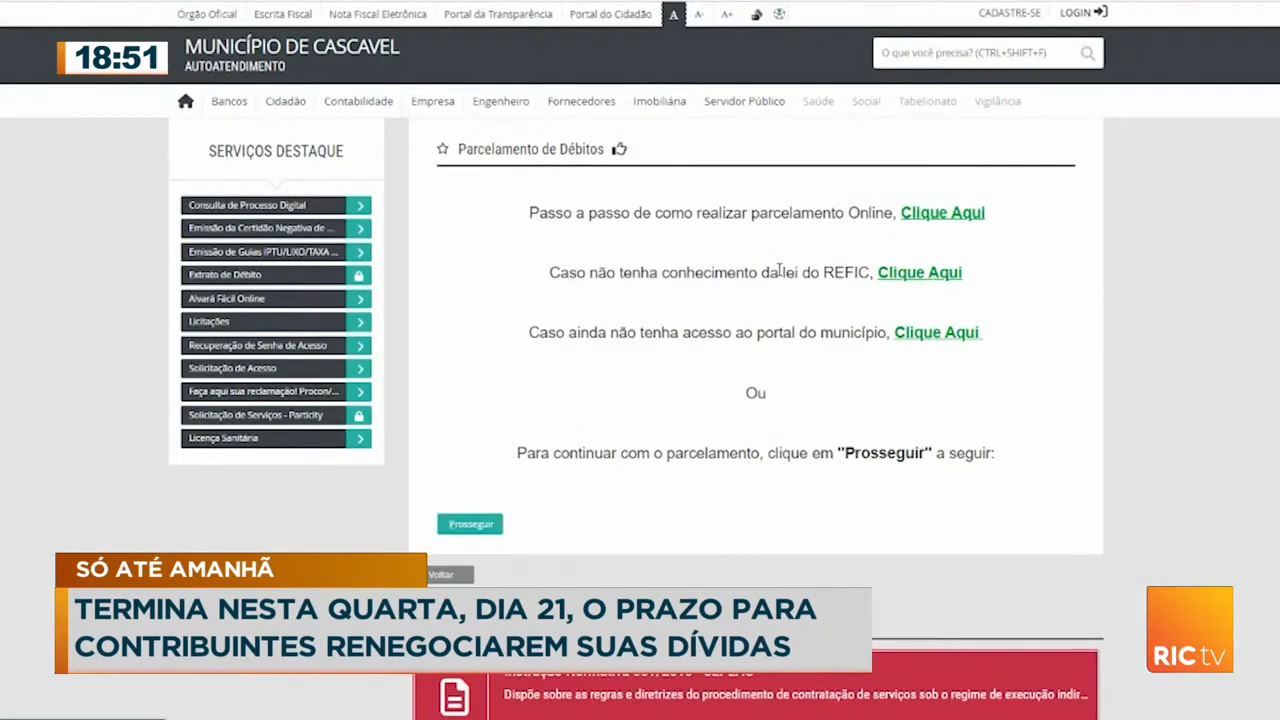 Órgão Oficial Escrita Fiscal Nota Fiscal Eletrônica Portal da Transparência Portal do Cidadão A A- A+ CADASTRE-SE LOGIN
18:51
MUNICÍPIO DE CASCAVEL
AUTOATENDIMENTO
O que você precisa? (CTRL+SHIFT+F)
Bancos Cidadão Contabilidade Empresa Engenheiro Fornecedores Imobiliária Servidor Público Saúde Social Tabelionato Vigilância
SERVIÇOS DESTAQUE
Consulta de Processo Digital
Emissão da Certidão Negativa de ...
Emissão de Guias IPTU/LIXO/TAXA ...
Extrato de Débito
Alvará Fácil Online
Licitações
Recuperação de Senha de Acesso
Solicitação de Acesso
Faça aqui sua reclamação! Procon/...
Solicitação de Serviços - Particity
Licença Sanitária
Parcelamento de Débitos
Passo a passo de como realizar parcelamento Online, Clique Aqui
Caso não tenha conhecimento da lei do REFIC, Clique Aqui
Caso ainda não tenha acesso ao portal do município, Clique Aqui
Ou
Para continuar com o parcelamento, clique em "Prosseguir" a seguir:
Prosseguir
Voltar
SÓ ATÉ AMANHÃ
TERMINA NESTA QUARTA, DIA 21, O PRAZO PARA
CONTRIBUINTES RENEGOCIAREM SUAS DÍVIDAS
RIC tv
Dispõe sobre as regras e diretrizes do procedimento de contratação de serviços sob o regime de execução indir...